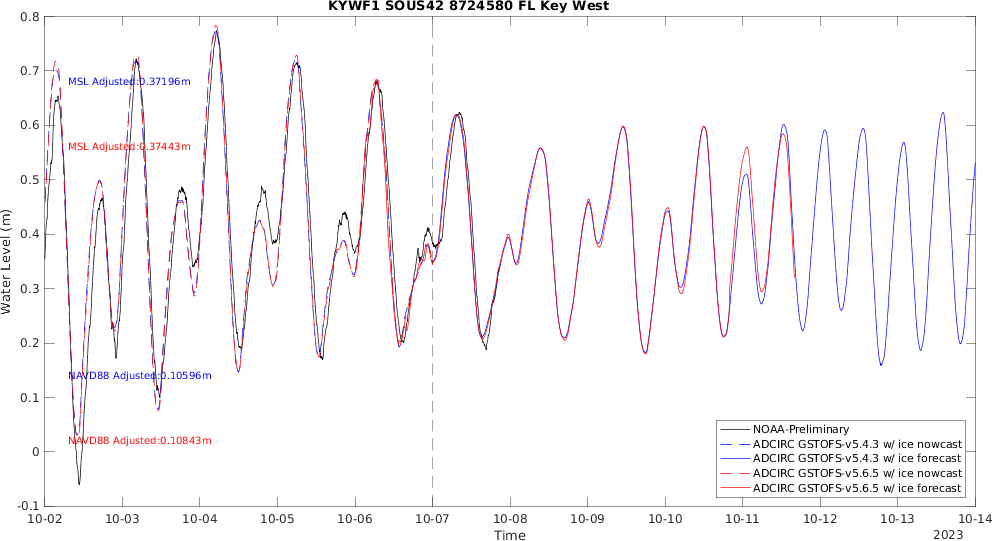 KYWF1 SOUS42 8724580 FL Key West
0.8
0.7
0.6
0.5
0.4
0.3
0.2
0.1
0
-0.1
Water Level (m)
MSL Adjusted:0.37196m
MSL Adjusted:0.37443m
NAVD88 Adjusted:0.10596m
NAVD88 Adjusted:0.10843m
NOAA-Preliminary
ADCIRC GSTOFS-v5.4.3 w/ ice nowcast
ADCIRC GSTOFS-v5.4.3 w/ ice forecast
ADCIRC GSTOFS-v5.6.5 w/ ice nowcast
ADCIRC GSTOFS-v5.6.5 w/ ice forecast
10-02 10-03 10-04 10-05 10-06 10-07 10-08 10-09 10-10 10-11 10-12 10-13 10-14
Time
2023